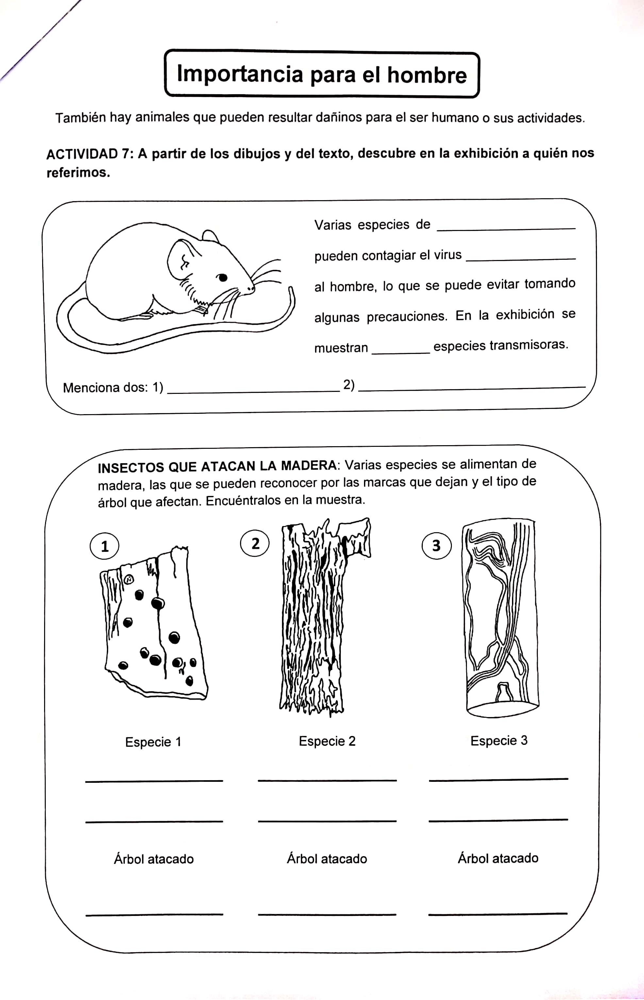 Importancia para el hombre
También hay animales que pueden resultar dañinos para el ser humano o sus actividades.
ACTIVIDAD 7: A partir de los dibujos y del texto, descubre en la exhibición a quién nos
referimos.
Varias especies de ____________________
pueden contagiar el virus ________________
al hombre, lo que se puede evitar tomando
algunas precauciones. En la exhibición se
muestran ________ especies transmisoras.
Menciona dos: 1) _________________________ 2) _________________________________
INSECTOS QUE ATACAN LA MADERA: Varias especies se alimentan de
madera, las que se pueden reconocer por las marcas que dejan y el tipo de
árbol que afectan. Encuéntralos en la muestra.
1 2 3
Especie 1 Especie 2 Especie 3
Árbol atacado Árbol atacado Árbol atacado